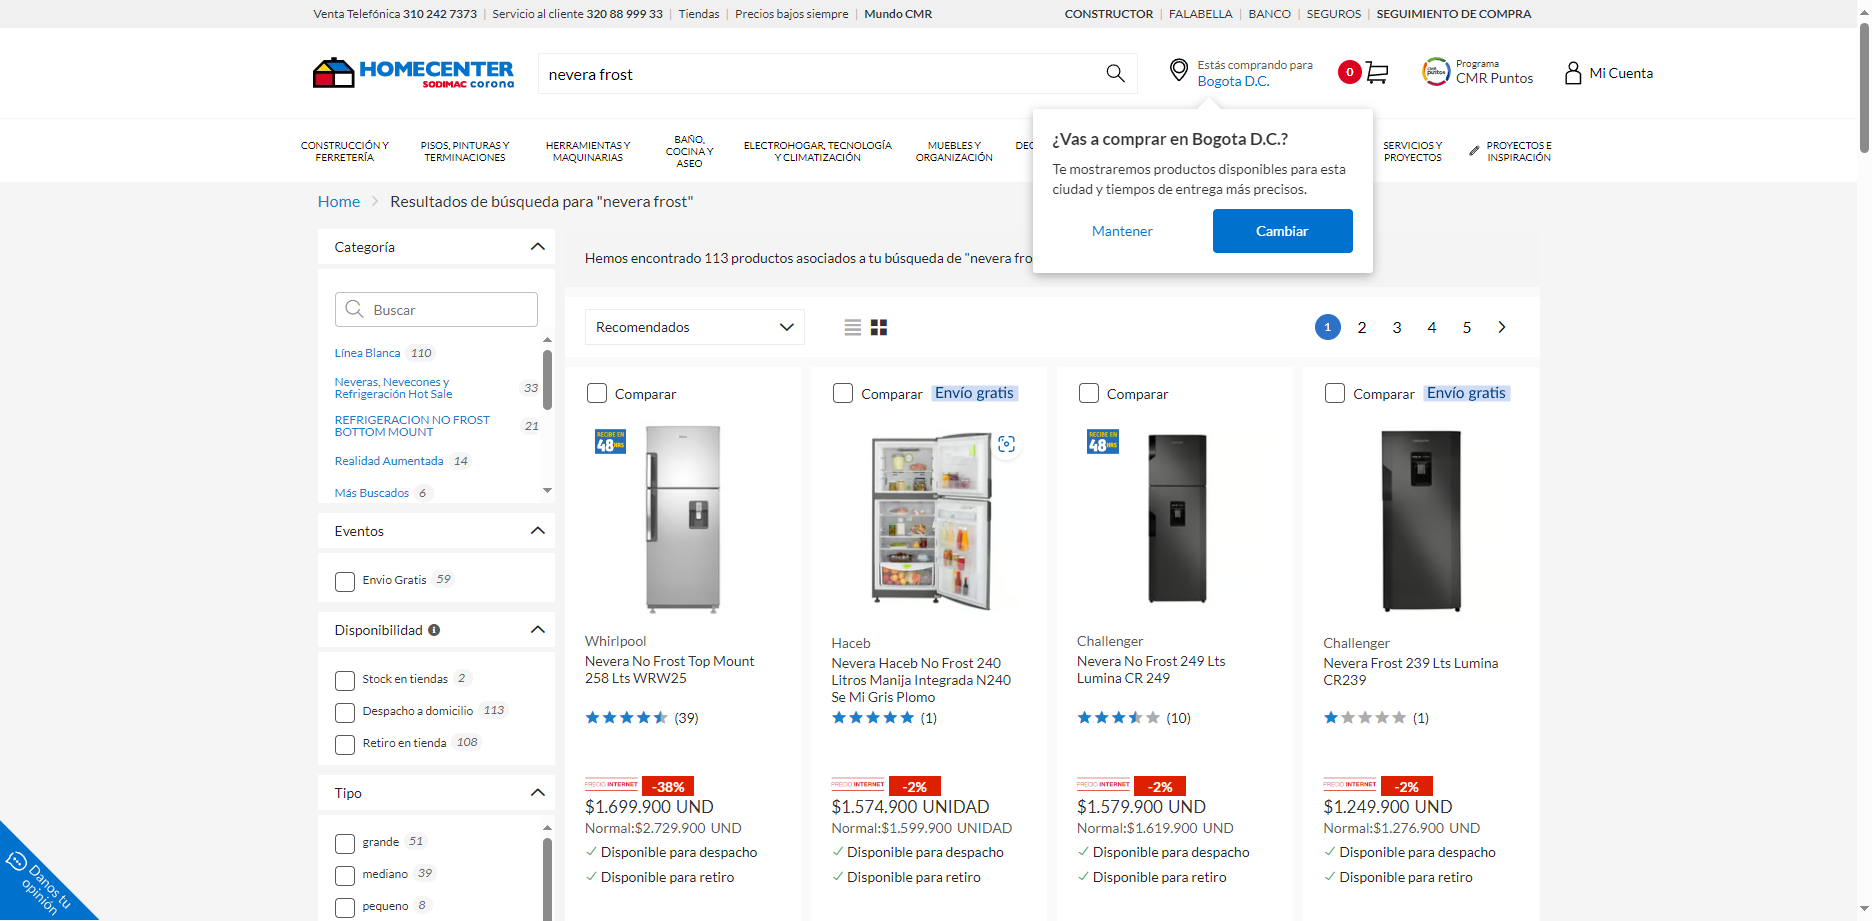 Venta Telefónica 310 242 7373 | Servicio al cliente 320 88 999 33 | Tiendas | Precios bajos siempre | Mundo CMR
CONSTRUCTOR | FALABELLA | BANCO | SEGUROS | SEGUIMIENTO DE COMPRA
HOMECENTER
SODIMAC corona
nevera frost
Estás comprando para
Bogota D.C.
0
CMR puntos
Programa
CMR Puntos
Mi Cuenta
CONSTRUCCIÓN Y
FERRETERÍA
PISOS, PINTURAS Y
TERMINACIONES
HERRAMIENTAS Y
MAQUINARIAS
BAÑO,
COCINA Y
ASEO
ELECTROHOGAR, TECNOLOGÍA
Y CLIMATIZACIÓN
MUEBLES Y
ORGANIZACIÓN
SERVICIOS Y
PROYECTOS
PROYECTOS E
INSPIRACIÓN
¿Vas a comprar en Bogota D.C.?
Te mostraremos productos disponibles para esta
ciudad y tiempos de entrega más precisos.
Mantener
Cambiar
Home > Resultados de búsqueda para "nevera frost"
Categoría
Buscar
Línea Blanca 110
Neveras, Nevecones y
Refrigeración Hot Sale 33
REFRIGERACION NO FROST
BOTTOM MOUNT 21
Realidad Aumentada 14
Más Buscados 6
Eventos
Envio Gratis 59
Disponibilidad
Stock en tiendas 2
Despacho a domicilio 113
Retiro en tienda 108
Tipo
grande 51
mediano 39
pequeno 8
Danos tu
opinión
Hemos encontrado 113 productos asociados a tu búsqueda de "nevera fro
Recomendados
1 2 3 4 5
Comparar
RECIBE EN
48 HRS
Whirlpool
Nevera No Frost Top Mount
258 Lts WRW25
(39)
PRECIO INTERNET -38%
$1.699.900 UND
Normal:$2.729.900 UND
Disponible para despacho
Disponible para retiro
Comparar Envío gratis
Haceb
Nevera Haceb No Frost 240
Litros Manija Integrada N240
Se Mi Gris Plomo
(1)
PRECIO INTERNET -2%
$1.574.900 UNIDAD
Normal:$1.599.900 UNIDAD
Disponible para despacho
Disponible para retiro
Comparar
RECIBE EN
48 HRS
Challenger
Nevera No Frost 249 Lts
Lumina CR 249
(10)
PRECIO INTERNET -2%
$1.579.900 UND
Normal:$1.619.900 UND
Disponible para despacho
Disponible para retiro
Comparar Envío gratis
Challenger
Nevera Frost 239 Lts Lumina
CR239
(1)
PRECIO INTERNET -2%
$1.249.900 UND
Normal:$1.276.900 UND
Disponible para despacho
Disponible para retiro